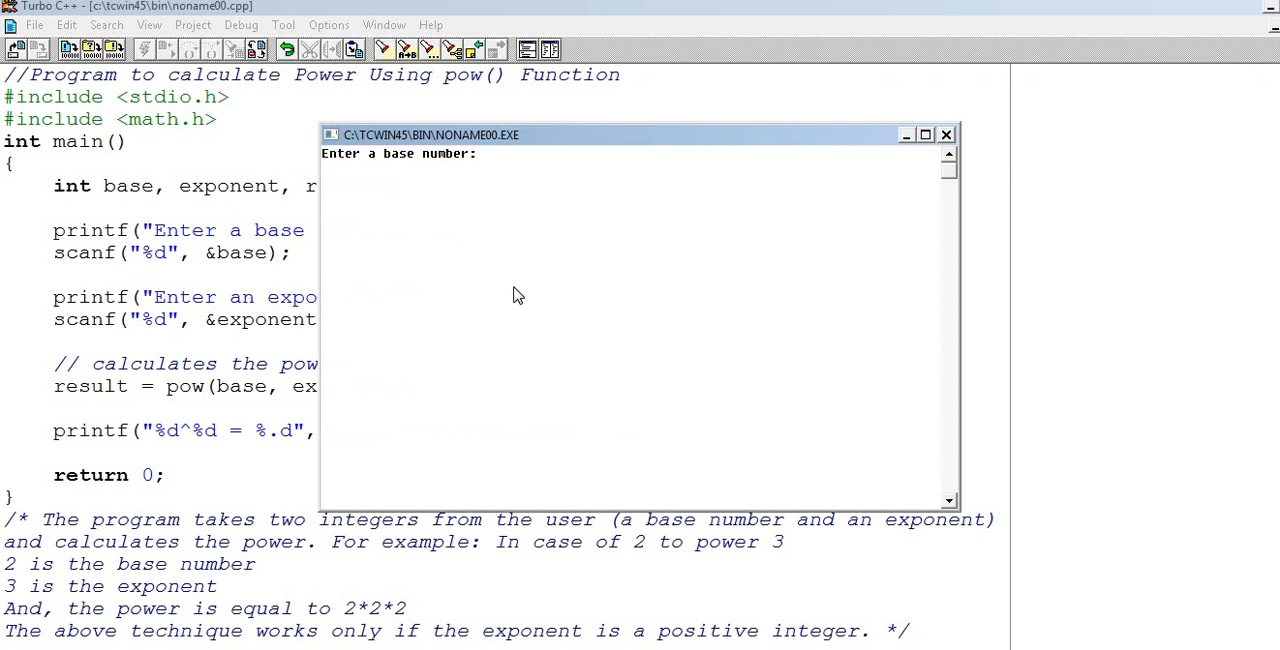 Turbo C++ - [c:\tcwin45\bin\noname00.cpp]
File Edit Search View Project Debug Tool Options Window Help
//Program to calculate Power Using pow() Function
#include <stdio.h>
#include <math.h>
int main()
{
int base, exponent, r
printf("Enter a base
scanf("%d", &base);
printf("Enter an expo
scanf("%d", &exponent
// calculates the pow
result = pow(base, ex
printf("%d^%d = %.d",
return 0;
}
/* The program takes two integers from the user (a base number and an exponent)
and calculates the power. For example: In case of 2 to power 3
2 is the base number
3 is the exponent
And, the power is equal to 2*2*2
The above technique works only if the exponent is a positive integer. */
C:\TCWIN45\BIN\NONAME00.EXE
Enter a base number: